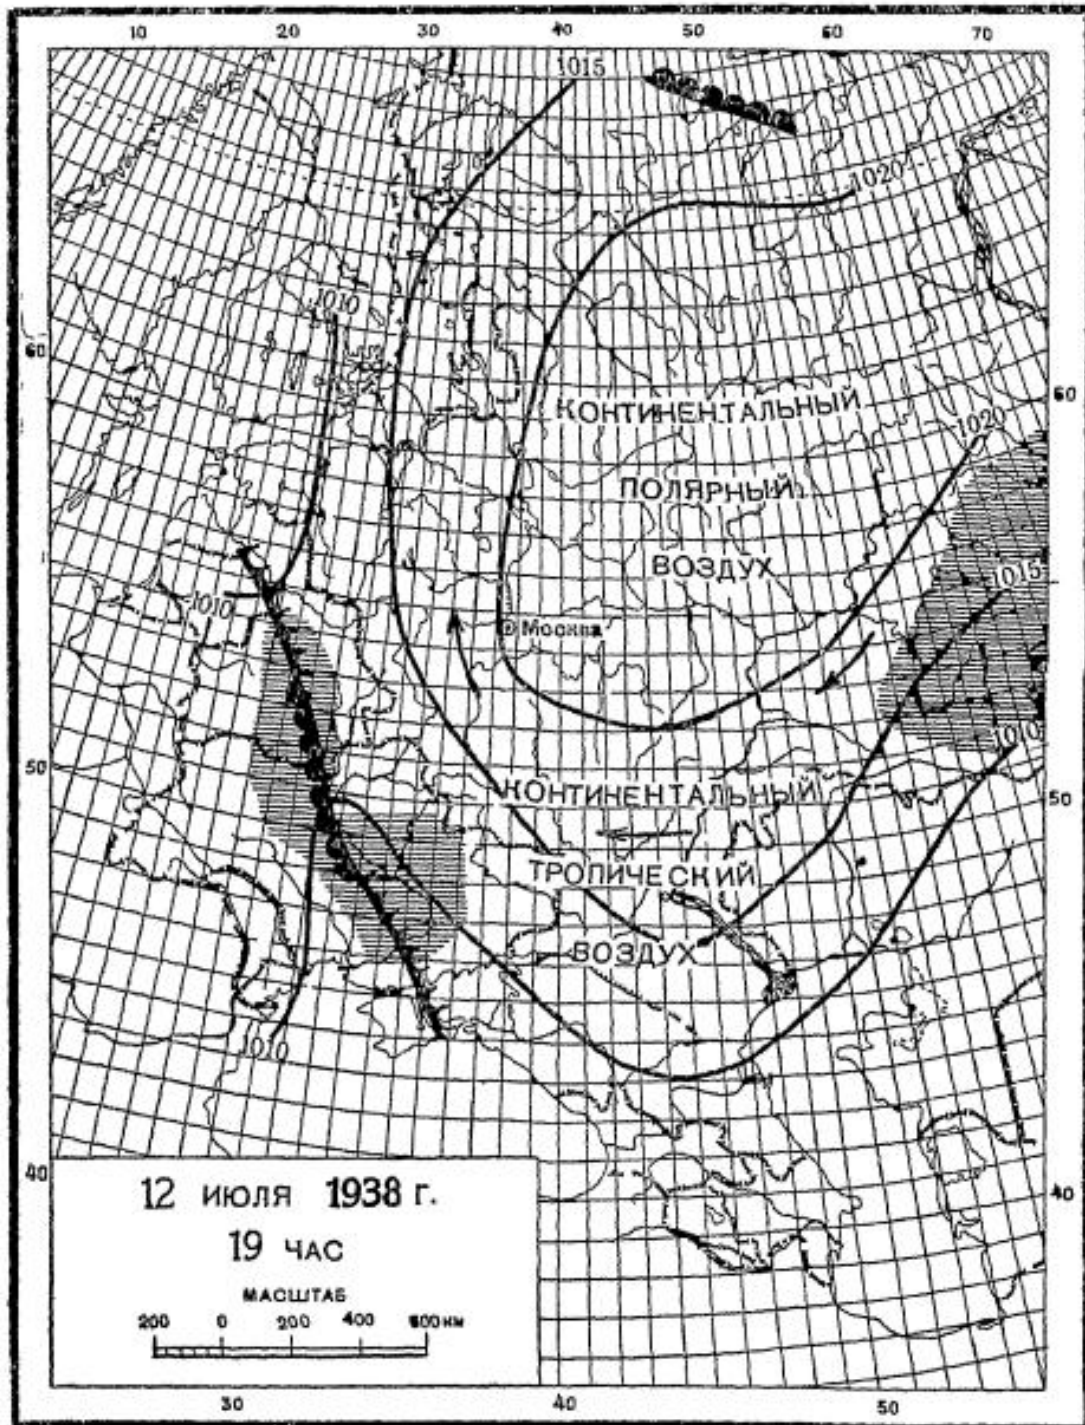 10 20 30 40 50 60 70
1015
1020
1010
60
КОНТИНЕНТАЛЬНЫЙ
60
1020
ПОЛЯРНЫЙ
ВОЗДУХ
1015
1010
Москва
1010
50
КОНТИНЕНТАЛЬНЫЙ
50
ТРОПИЧЕСКИЙ
ВОЗДУХ
1010
40
40
12 ИЮЛЯ 1938 г.
19 ЧАС
МАСШТАБ
200 0 200 400 600 КМ
30 40 50